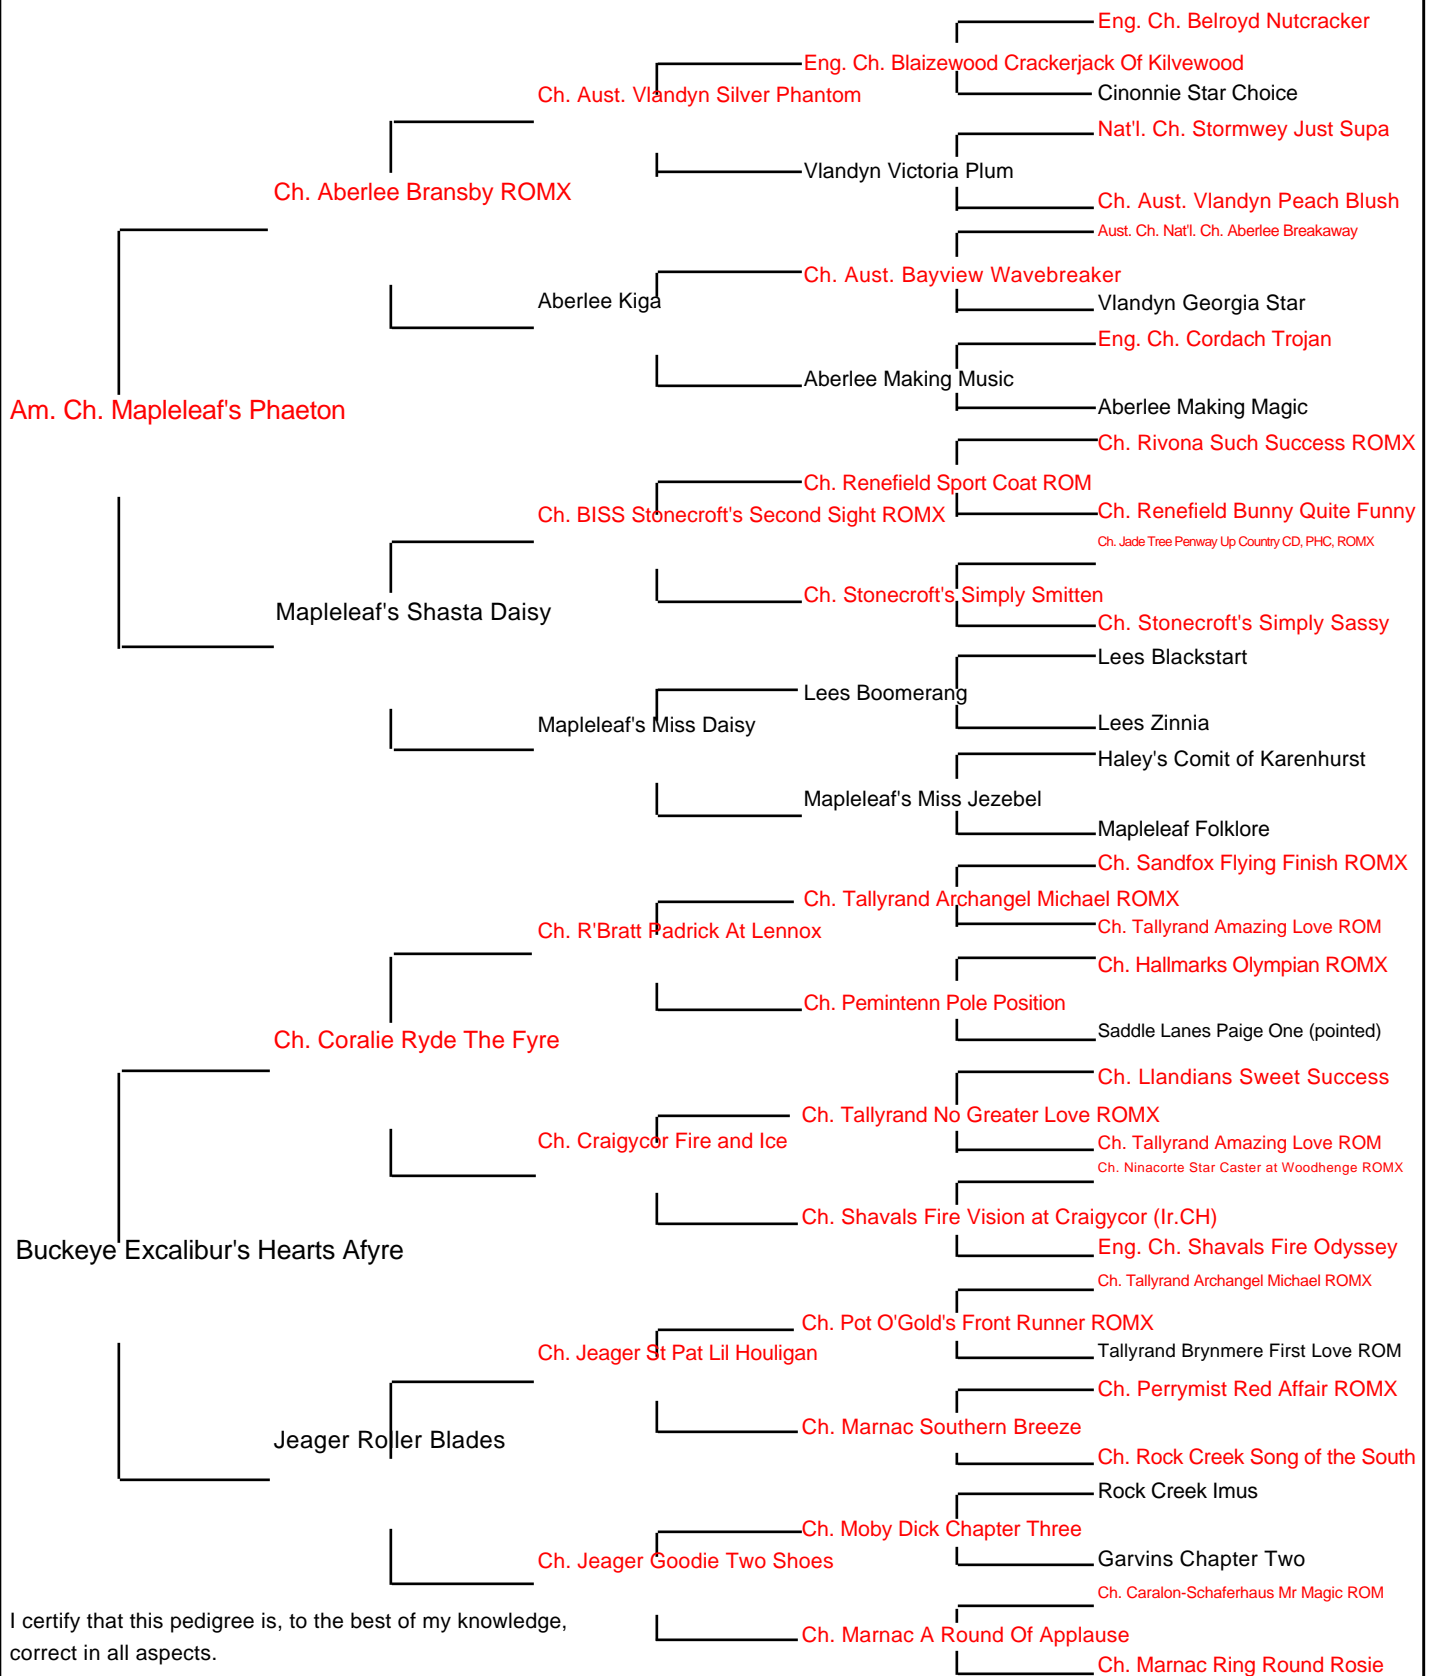 Eng. Ch. Belroyd Nutcracker
Eng. Ch. Blaizewood Crackerjack Of Kilvewood
Ch. Aust. Vlandyn Silver Phantom
Cinonnie Star Choice
Nat'l. Ch. Stormwey Just Supa
Vlandyn Victoria Plum
Ch. Aberlee Bransby ROMX
Ch. Aust. Vlandyn Peach Blush
Aust. Ch. Nat'l. Ch. Aberlee Breakaway
Ch. Aust. Bayview Wavebreaker
Aberlee Kiga
Vlandyn Georgia Star
Eng. Ch. Cordach Trojan
Aberlee Making Music
Aberlee Making Magic
Am. Ch. Mapleleaf's Phaeton
Ch. Rivona Such Success ROMX
Ch. Renefield Sport Coat ROM
Ch. BISS Stonecroft's Second Sight ROMX
Ch. Renefield Bunny Quite Funny
Ch. Jade Tree Penway Up Country CD, PHC, ROMX
Ch. Stonecroft's Simply Smitten
Mapleleaf's Shasta Daisy
Ch. Stonecroft's Simply Sassy
Lees Blackstart
Lees Boomerang
Mapleleaf's Miss Daisy
Lees Zinnia
Haley's Comit of Karenhurst
Mapleleaf's Miss Jezebel
Mapleleaf Folklore
Ch. Sandfox Flying Finish ROMX
Ch. Tallyrand Archangel Michael ROMX
Ch. R'Bratt Padrick At Lennox
Ch. Tallyrand Amazing Love ROM
Ch. Hallmarks Olympian ROMX
Ch. Pemintenn Pole Position
Saddle Lanes Paige One (pointed)
Ch. Coralie Ryde The Fyre
Ch. Llandians Sweet Success
Ch. Tallyrand No Greater Love ROMX
Ch. Craigycor Fire and Ice
Ch. Tallyrand Amazing Love ROM
Ch. Ninacorte Star Caster at Woodhenge ROMX
Ch. Shavals Fire Vision at Craigycor (Ir.CH)
Eng. Ch. Shavals Fire Odyssey
Buckeye Excalibur's Hearts Afyre
Ch. Tallyrand Archangel Michael ROMX
Ch. Pot O'Gold's Front Runner ROMX
Ch. Jeager St Pat Lil Houligan
Tallyrand Brynmere First Love ROM
Ch. Perrymist Red Affair ROMX
Ch. Marnac Southern Breeze
Jeager Roller Blades
Ch. Rock Creek Song of the South
Rock Creek Imus
Ch. Moby Dick Chapter Three
Ch. Jeager Goodie Two Shoes
Garvins Chapter Two
Ch. Caralon-Schaferhaus Mr Magic ROM
Ch. Marnac A Round Of Applause
Ch. Marnac Ring Round Rosie
I certify that this pedigree is, to the best of my knowledge,
correct in all aspects.